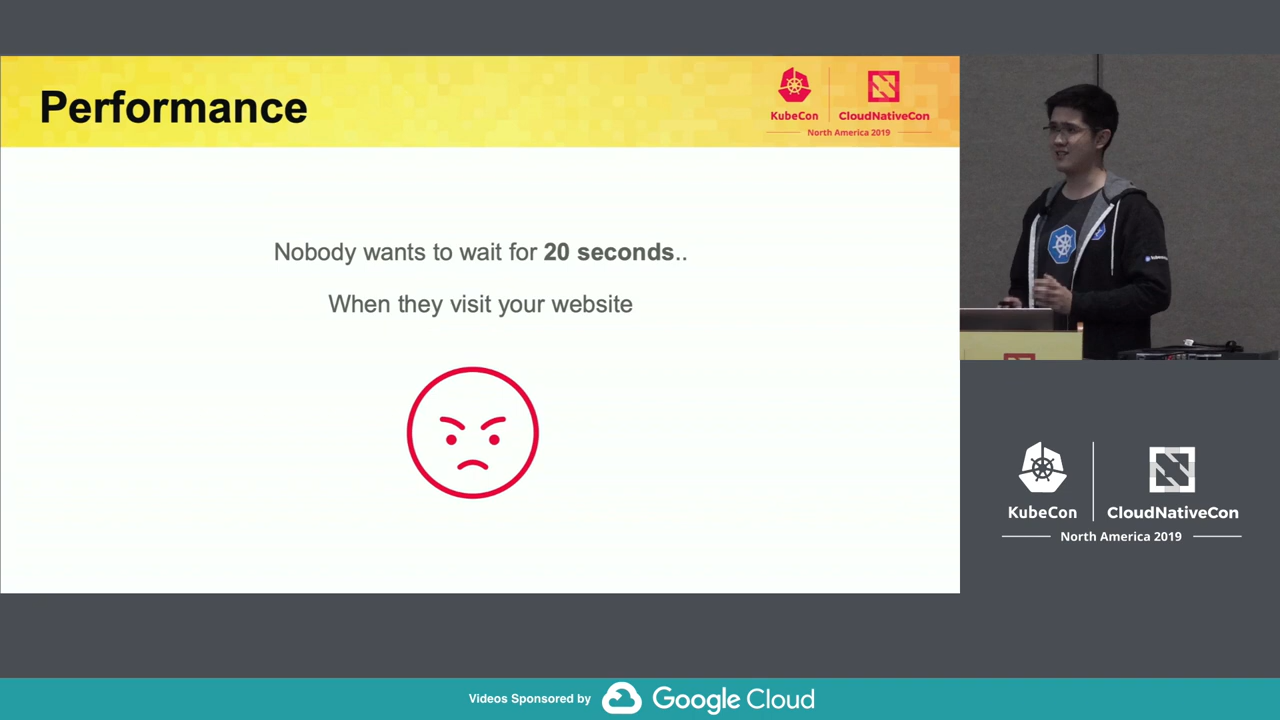 Performance
KubeCon
CloudNativeCon
North America 2019
Nobody wants to wait for 20 seconds..
When they visit your website
KubeCon
CloudNativeCon
North America 2019
Videos Sponsored by Google Cloud